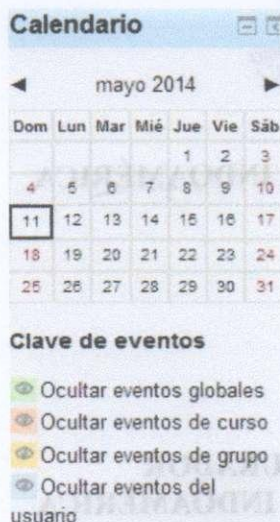 Calendario
◄ mayo 2014 ►
Dom Lun Mar Mié Jue Vie Sáb
1 2 3
4 5 6 7 8 9 10
11 12 13 14 15 16 17
18 19 20 21 22 23 24
25 26 27 28 29 30 31
Clave de eventos
Ocultar eventos globales
Ocultar eventos de curso
Ocultar eventos de grupo
Ocultar eventos del
usuario